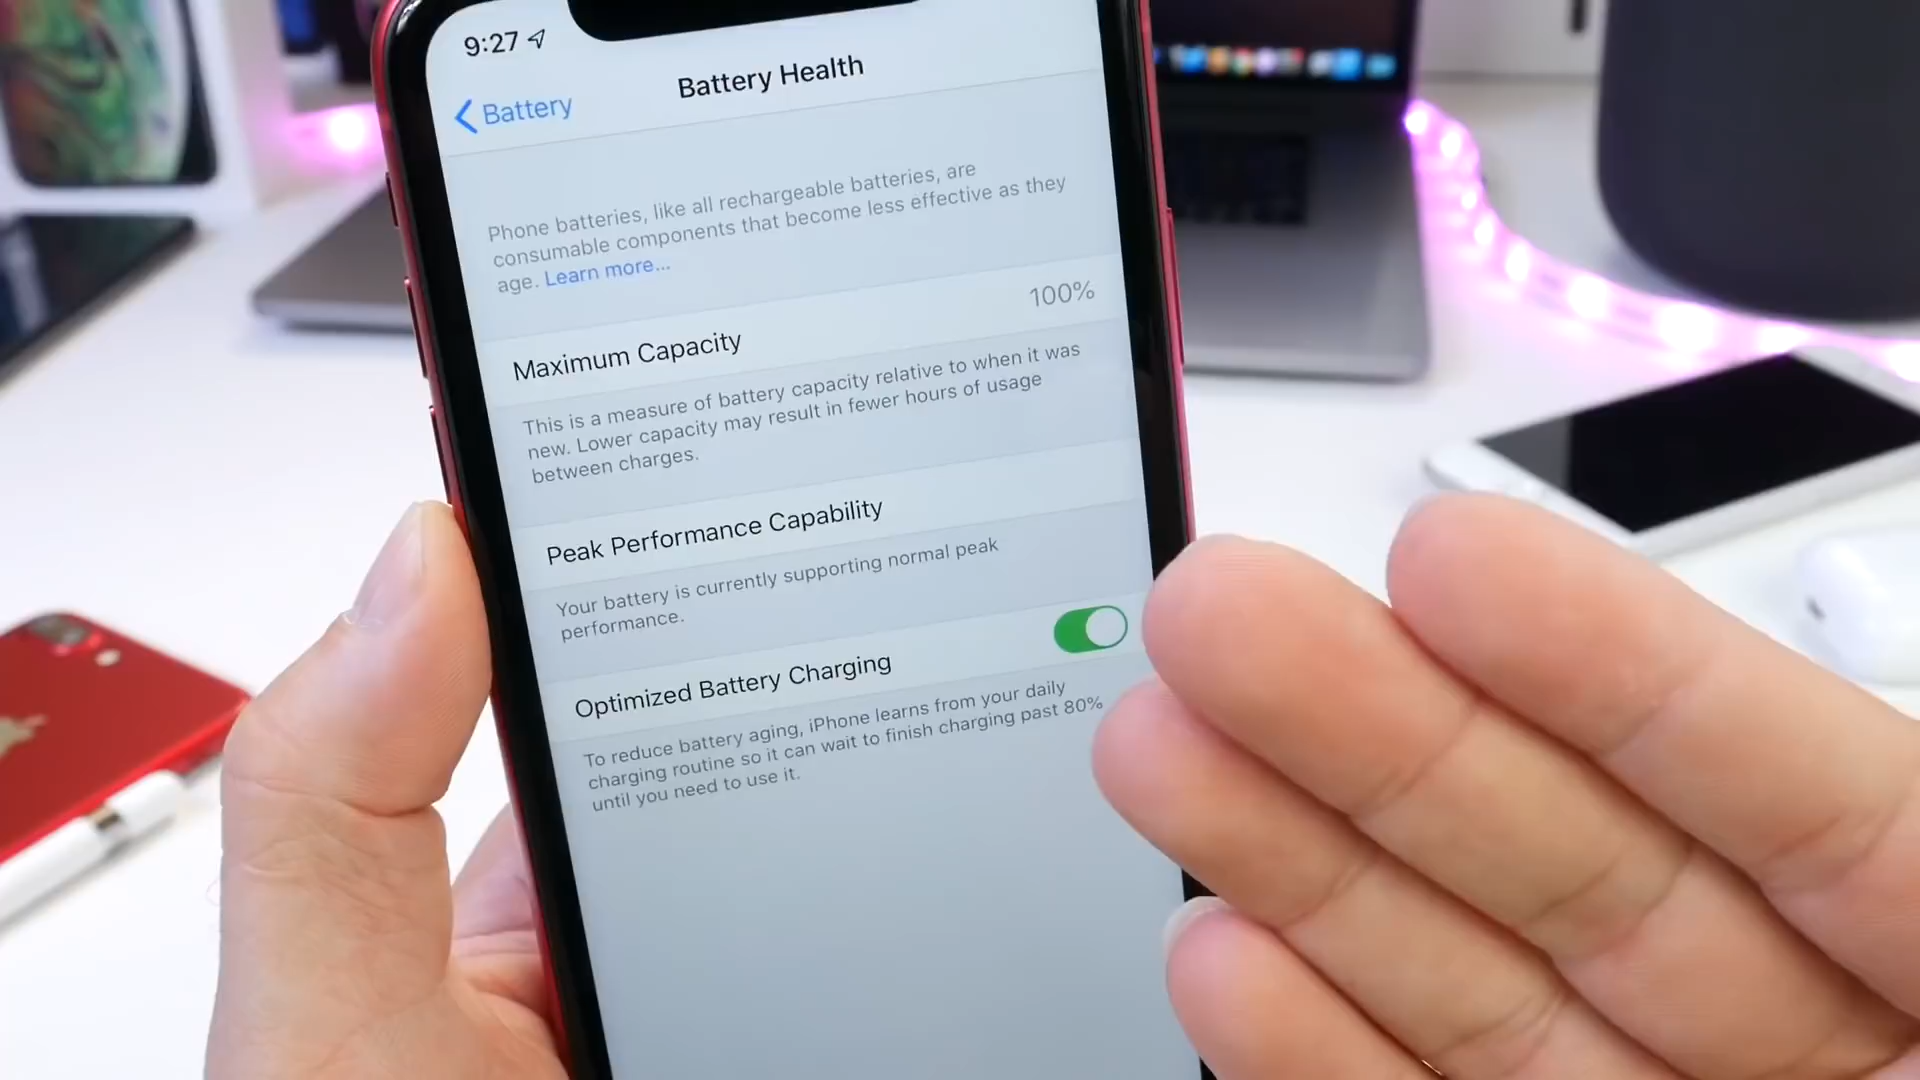 9:27
Battery
Battery Health
Phone batteries, like all rechargeable batteries, are
consumable components that become less effective as they
age. Learn more...
Maximum Capacity
100%
This is a measure of battery capacity relative to when it was
new. Lower capacity may result in fewer hours of usage
between charges.
Peak Performance Capability
Your battery is currently supporting normal peak
performance.
Optimized Battery Charging
To reduce battery aging, iPhone learns from your daily
charging routine so it can wait to finish charging past 80%
until you need to use it.